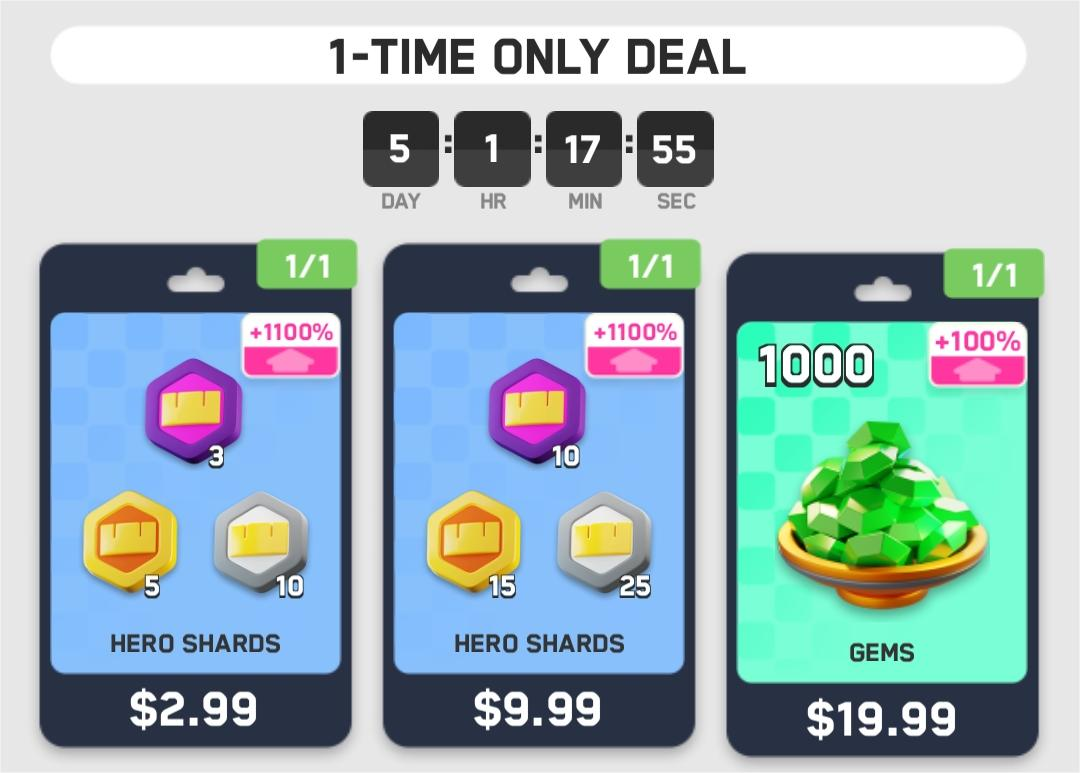 1-TIME ONLY DEAL
5 : 1 : 17 : 55
DAY HR MIN SEC
1/1
+1100%
3
5
10
HERO SHARDS
$2.99
1/1
+1100%
10
15
25
HERO SHARDS
$9.99
1/1
1000
+100%
GEMS
$19.99